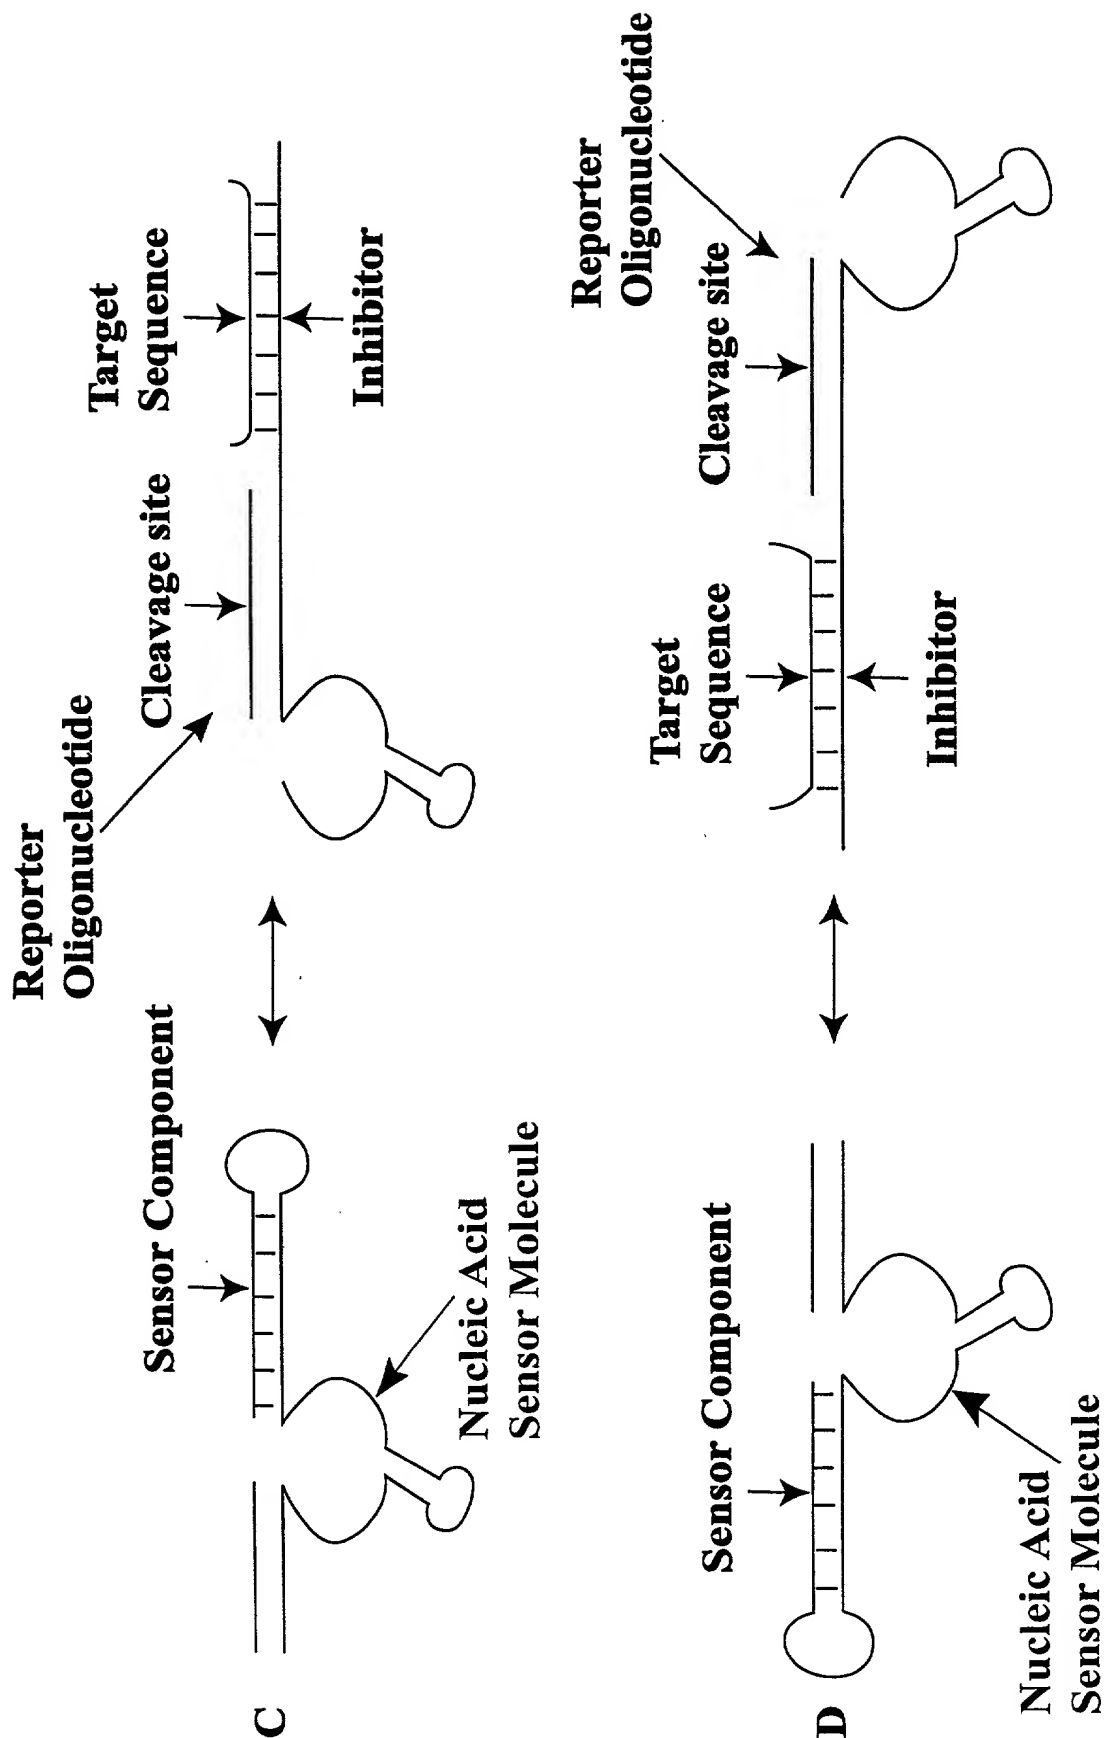 C
Sensor Component
Nucleic Acid
Sensor Molecule
Reporter
Oligonucleotide
Cleavage site
Target
Sequence
Inhibitor
D
Sensor Component
Nucleic Acid
Sensor Molecule
Target
Sequence
Inhibitor
Cleavage site
Reporter
Oligonucleotide